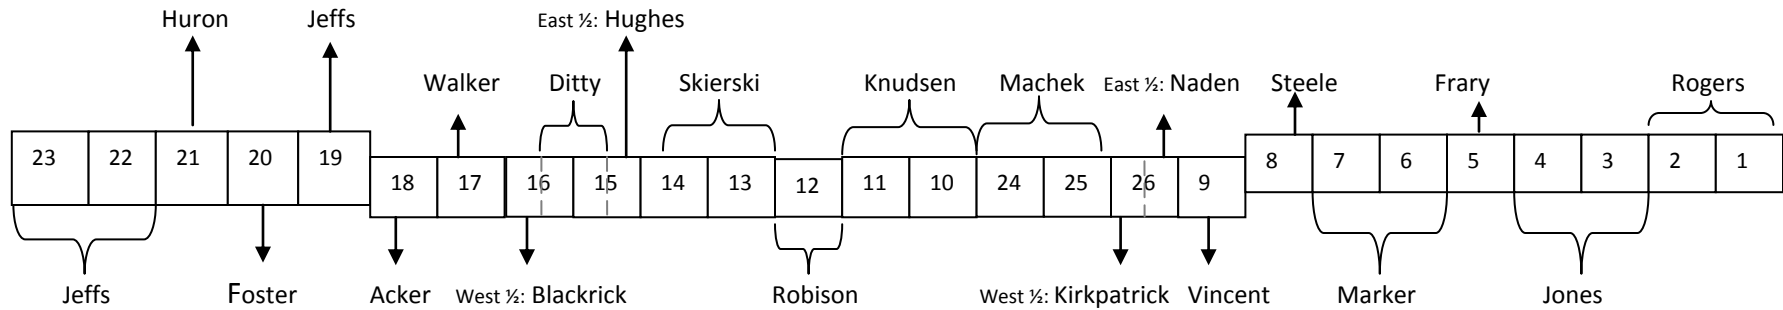 Huron Jeffs East ½: Hughes
Walker Ditty Skierski Knudsen Machek East ½: Naden Steele Frary Rogers
23 22 21 20 19 18 17 16 15 14 13 12 11 10 24 25 26 9 8 7 6 5 4 3 2 1
Jeffs Foster Acker West ½: Blackrick Robison West ½: Kirkpatrick Vincent Marker Jones